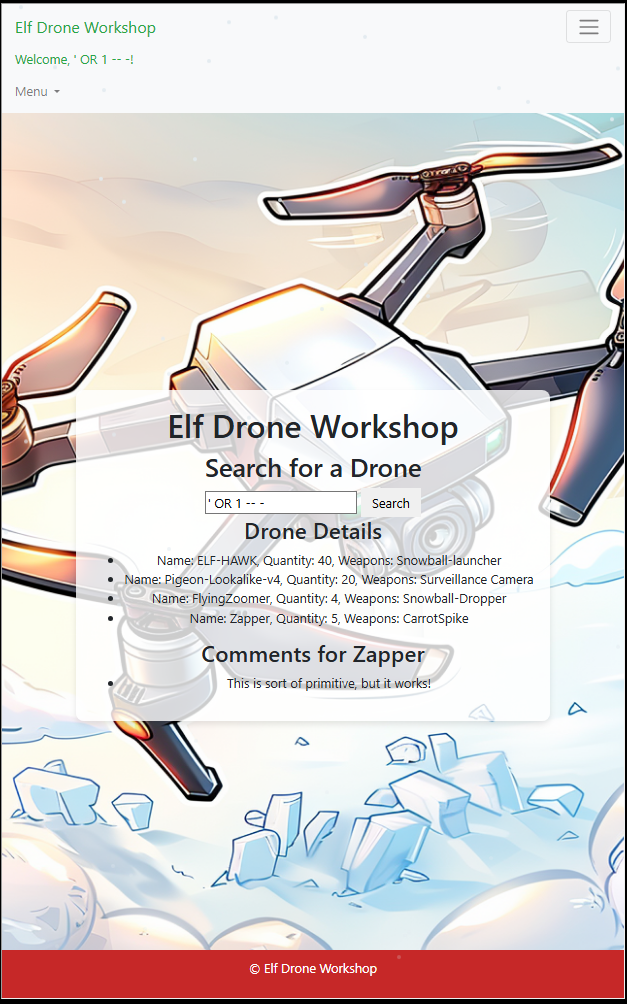 Elf Drone Workshop
Welcome, ' OR 1 -- -!
Menu
Elf Drone Workshop
Search for a Drone
' OR 1 -- - Search
Drone Details
Name: ELF-HAWK, Quantity: 40, Weapons: Snowball-launcher
Name: Pigeon-Lookalike-v4, Quantity: 20, Weapons: Surveillance Camera
Name: FlyingZoomer, Quantity: 4, Weapons: Snowball-Dropper
Name: Zapper, Quantity: 5, Weapons: CarrotSpike
Comments for Zapper
This is sort of primitive, but it works!
© Elf Drone Workshop